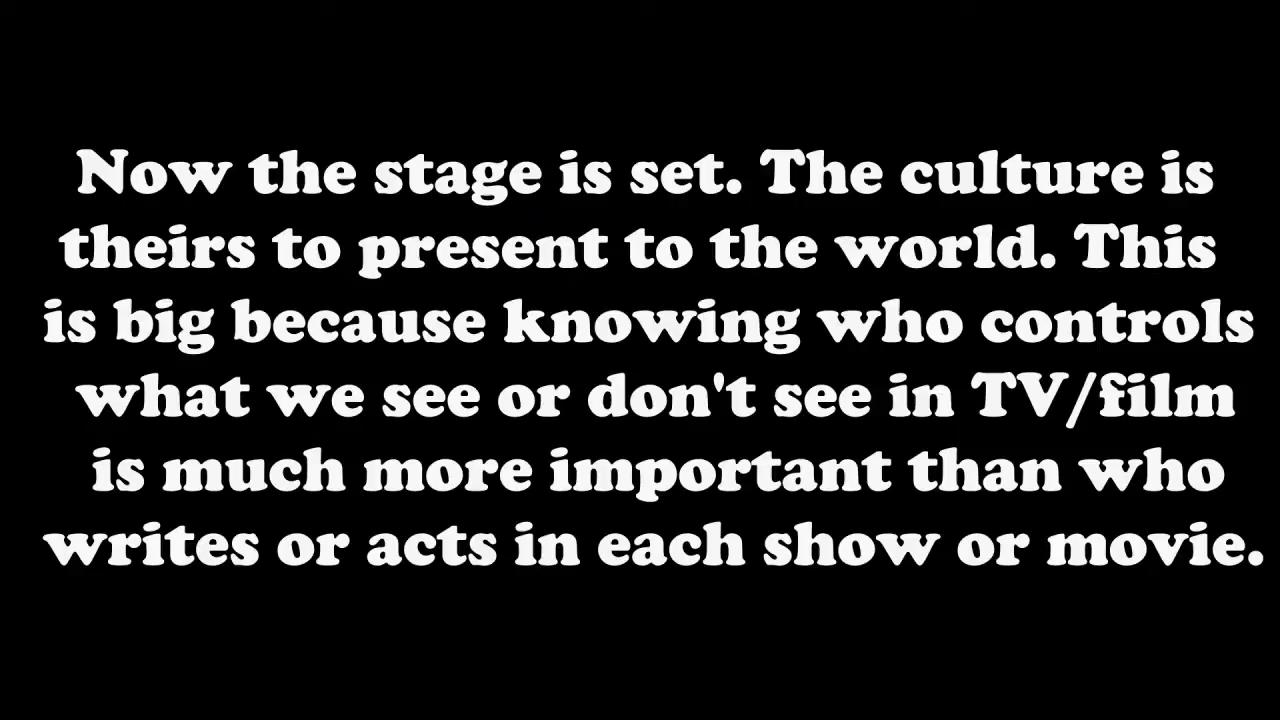 Now the stage is set. The culture is
theirs to present to the world. This
is big because knowing who controls
what we see or don't see in TV/film
is much more important than who
writes or acts in each show or movie.